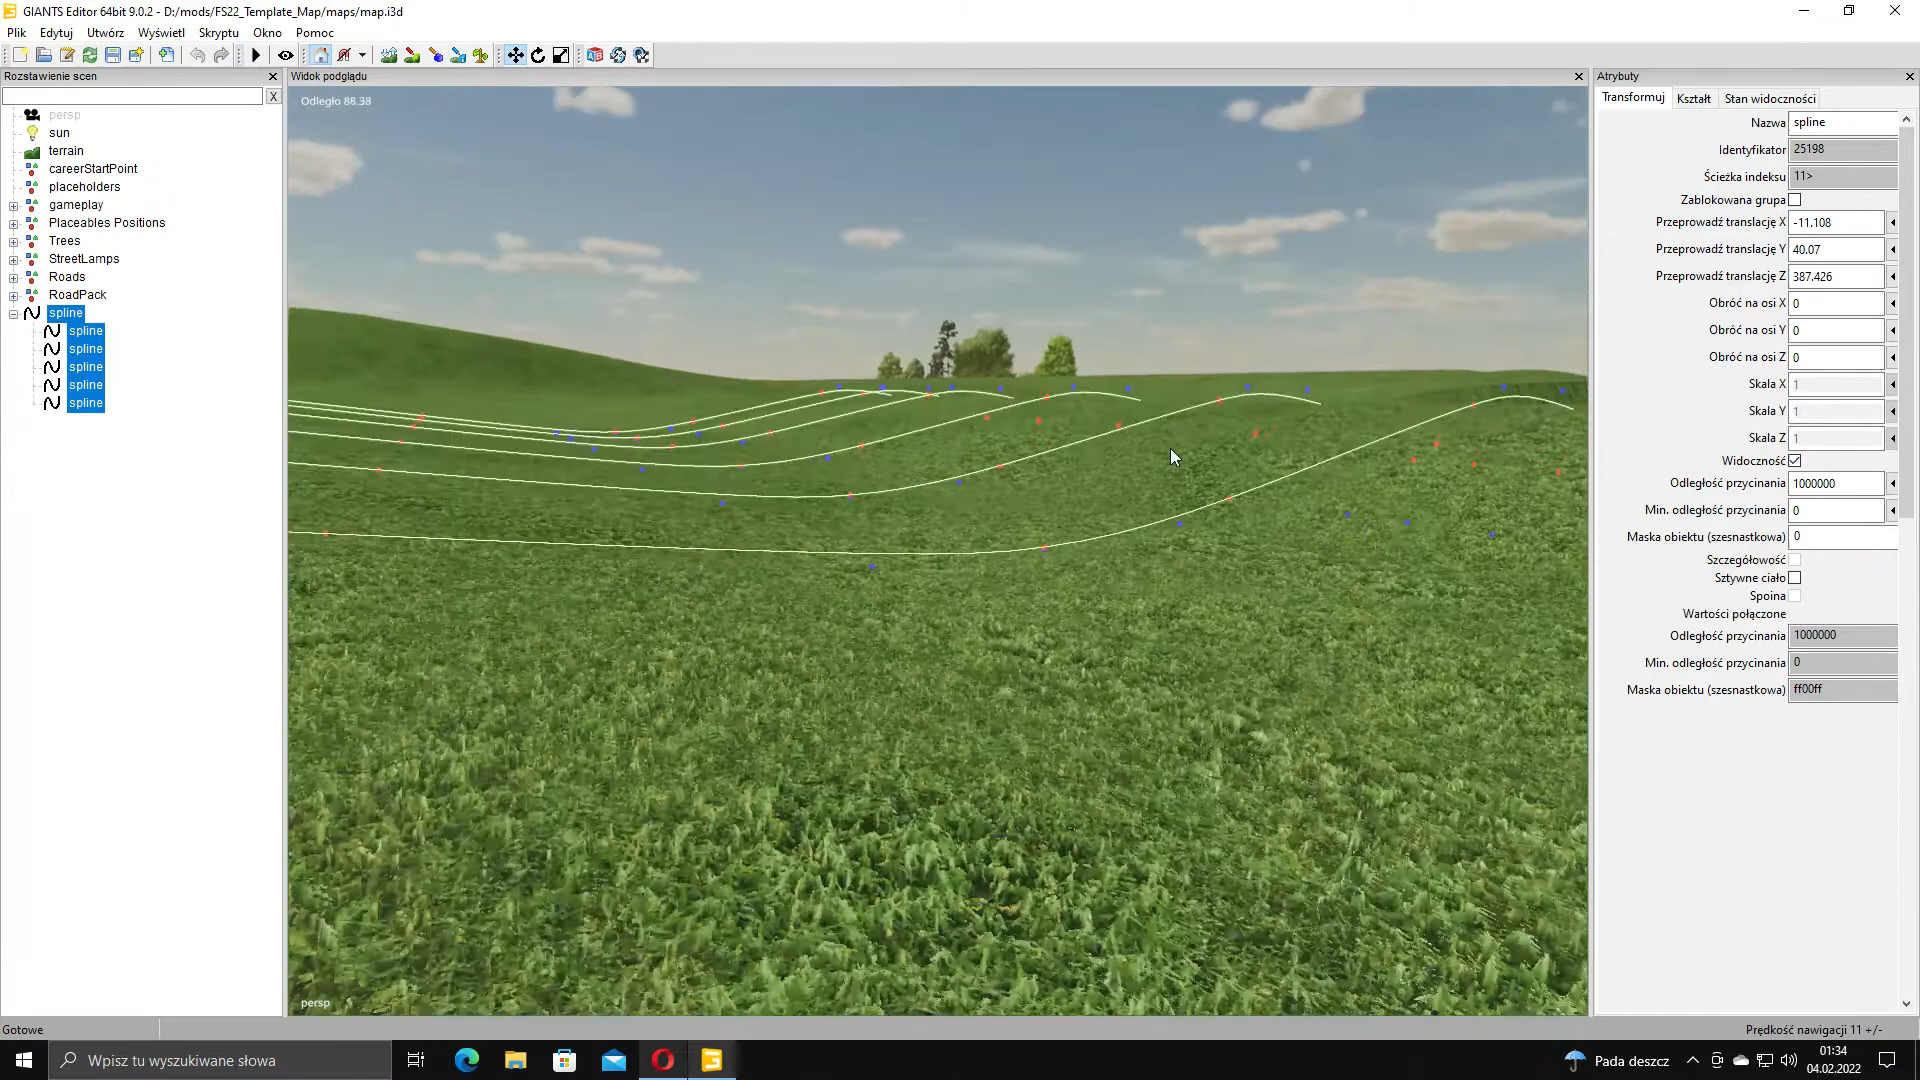 GIANTS Editor 64bit 9.0.2 - D:/mods/FS22_Template_Map/maps/map.i3d
Plik Edytuj Utwórz Wyświetl Skryptu Okno Pomoc
Rozstawienie scen
X
persp
sun
terrain
careerStartPoint
placeholders
gameplay
Placeables Positions
Trees
StreetLamps
Roads
RoadPack
spline
spline
spline
spline
spline
spline
Widok podglądu
Odległo 88.38
persp
Atrybuty
Transformuj Kształt Stan widoczności
Nazwa spline
Identyfikator 25198
Ścieżka indeksu 11>
Zablokowana grupa
Przeprowadź translację X -11.108
Przeprowadź translację Y 40.07
Przeprowadź translację Z 387.426
Obróć na osi X 0
Obróć na osi Y 0
Obróć na osi Z 0
Skala X 1
Skala Y 1
Skala Z 1
Widoczność
Odległość przycinania 1000000
Min. odległość przycinania 0
Maska obiektu (szesnastkowa) 0
Szczegółowość
Sztywne ciało
Spoina
Wartości połączone
Odległość przycinania 1000000
Min. odległość przycinania 0
Maska obiektu (szesnastkowa) ff00ff
Gotowe
Prędkość nawigacji 11 +/-
Wpisz tu wyszukiwane słowa
Pada deszcz
01:34
04.02.2022